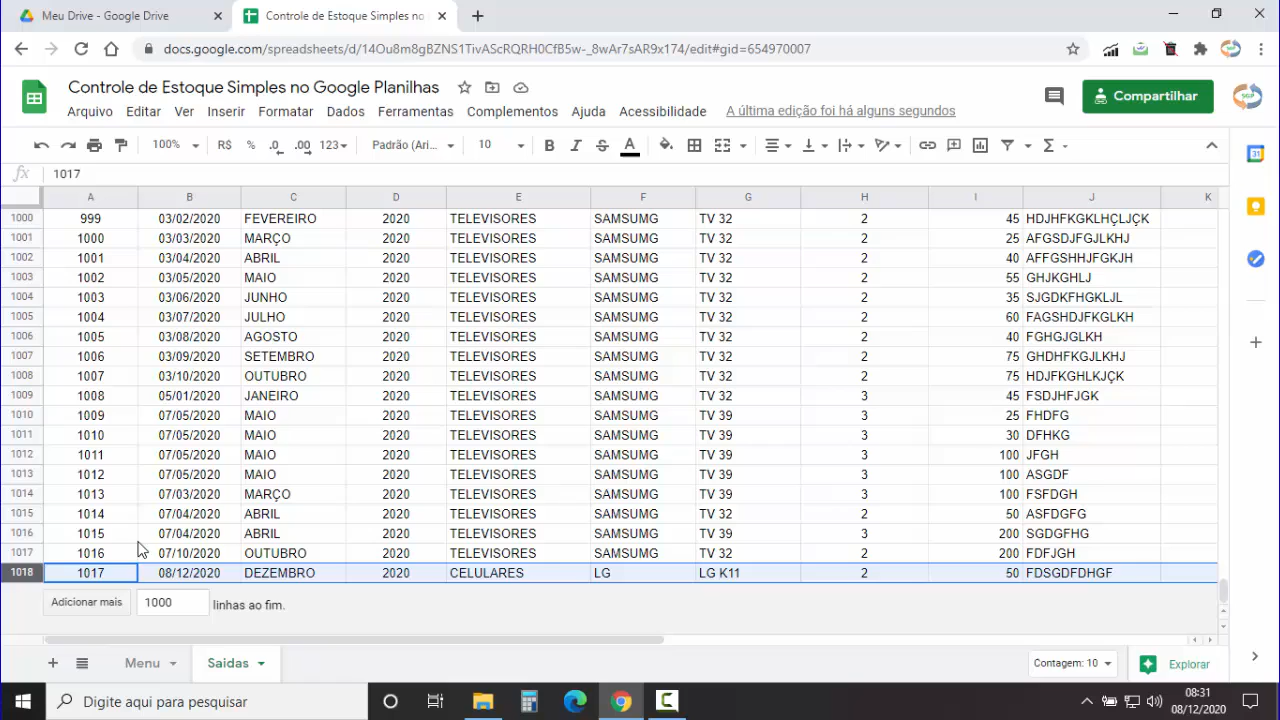 Meu Drive - Google Drive
Controle de Estoque Simples no
docs.google.com/spreadsheets/d/14Ou8m8gBZNS1TivAScRQRH0CfB5w-_8wAr7sAR9x174/edit#gid=654970007
Controle de Estoque Simples no Google Planilhas
Compartilhar
Arquivo Editar Ver Inserir Formatar Dados Ferramentas Complementos Ajuda Acessibilidade A última edição foi há alguns segundos
100% R$ % .0 .00 123 Padrão (Ari... 10 B I S A Σ
fx 1017
A B C D E F G H I J K
1000 999 03/02/2020 FEVEREIRO 2020 TELEVISORES SAMSUMG TV 32 2 45 HDJHFKGKLHÇLJÇK
1001 1000 03/03/2020 MARÇO 2020 TELEVISORES SAMSUMG TV 32 2 25 AFGSDJFGJLKHJ
1002 1001 03/04/2020 ABRIL 2020 TELEVISORES SAMSUMG TV 32 2 40 AFFGSHHJFGKJH
1003 1002 03/05/2020 MAIO 2020 TELEVISORES SAMSUMG TV 32 2 55 GHJKGHLJ
1004 1003 03/06/2020 JUNHO 2020 TELEVISORES SAMSUMG TV 32 2 35 SJGDKFHGKLJL
1005 1004 03/07/2020 JULHO 2020 TELEVISORES SAMSUMG TV 32 2 60 FAGSHDJFKGLKH
1006 1005 03/08/2020 AGOSTO 2020 TELEVISORES SAMSUMG TV 32 2 40 FGHGJGLKH
1007 1006 03/09/2020 SETEMBRO 2020 TELEVISORES SAMSUMG TV 32 2 75 GHDHFKGJLKHJ
1008 1007 03/10/2020 OUTUBRO 2020 TELEVISORES SAMSUMG TV 32 2 75 HDJFKGHLKJÇK
1009 1008 05/01/2020 JANEIRO 2020 TELEVISORES SAMSUMG TV 32 3 45 FSDJHFJGK
1010 1009 07/05/2020 MAIO 2020 TELEVISORES SAMSUMG TV 39 3 25 FHDFG
1011 1010 07/05/2020 MAIO 2020 TELEVISORES SAMSUMG TV 39 3 30 DFHKG
1012 1011 07/05/2020 MAIO 2020 TELEVISORES SAMSUMG TV 39 3 100 JFGH
1013 1012 07/05/2020 MAIO 2020 TELEVISORES SAMSUMG TV 39 3 100 ASGDF
1014 1013 07/03/2020 MARÇO 2020 TELEVISORES SAMSUMG TV 39 3 100 FSFDGH
1015 1014 07/04/2020 ABRIL 2020 TELEVISORES SAMSUMG TV 32 2 50 ASFDGFG
1016 1015 07/04/2020 ABRIL 2020 TELEVISORES SAMSUMG TV 39 3 200 SGDGFHG
1017 1016 07/10/2020 OUTUBRO 2020 TELEVISORES SAMSUMG TV 32 2 200 FDFJGH
1018 1017 08/12/2020 DEZEMBRO 2020 CELULARES LG LG K11 2 50 FDSGDFDHGF
Adicionar mais 1000 linhas ao fim.
Menu Saidas Contagem: 10 Explorar
Digite aqui para pesquisar
08:31
08/12/2020